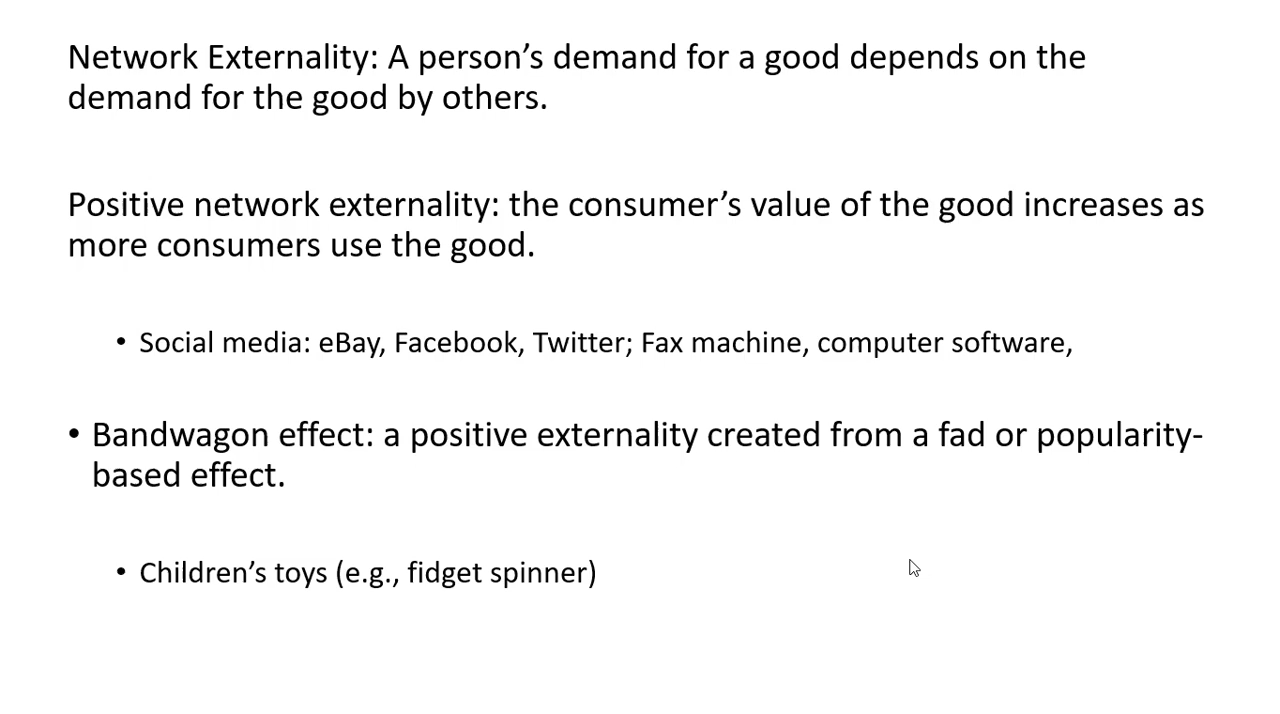 Network Externality: A person’s demand for a good depends on the
demand for the good by others.
Positive network externality: the consumer’s value of the good increases as
more consumers use the good.
• Social media: eBay, Facebook, Twitter; Fax machine, computer software,
• Bandwagon effect: a positive externality created from a fad or popularity-
based effect.
• Children’s toys (e.g., fidget spinner)